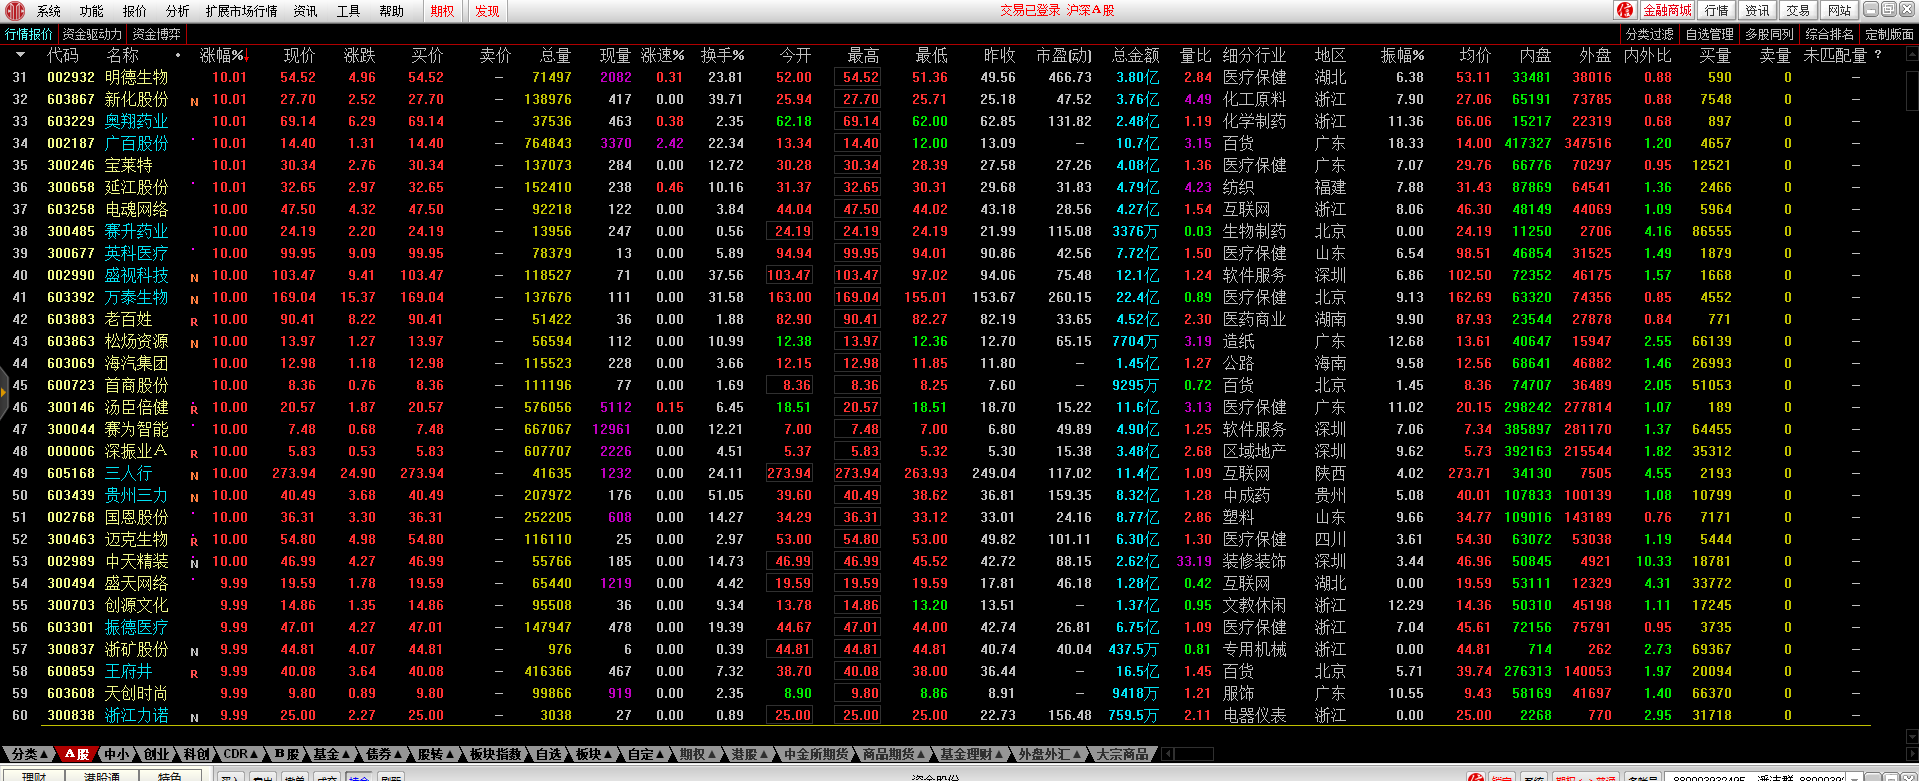 系统 功能 报价 分析 扩展市场行情 资讯 工具 帮助 期权 发现 交易已登录 沪深A股 信 金融商城 行情 资讯 交易 网站
行情报价 资金驱动力 资金博弈 分类过滤 自选管理 多股同列 综合排名 定制版面
代码 名称 涨幅%↓ 现价 涨跌 买价 卖价 总量 现量 涨速% 换手% 今开 最高 最低 昨收 市盈(动) 总金额 量比 细分行业 地区 振幅% 均价 内盘 外盘 内外比 买量 卖量 未匹配量 ?
31 002932 明德生物 10.01 54.52 4.96 54.52 – 71497 2082 0.31 23.81 52.00 54.52 51.36 49.56 466.73 3.80亿 2.84 医疗保健 湖北 6.38 53.11 33481 38016 0.88 590 0 –
32 603867 新化股份 N 10.01 27.70 2.52 27.70 – 138976 417 0.00 39.71 25.94 27.70 25.71 25.18 47.52 3.76亿 4.49 化工原料 浙江 7.90 27.06 65191 73785 0.88 7548 0 –
33 603229 奥翔药业 10.01 69.14 6.29 69.14 – 37536 463 0.38 2.35 62.18 69.14 62.00 62.85 131.82 2.48亿 1.19 化学制药 浙江 11.36 66.06 15217 22319 0.68 897 0 –
34 002187 广百股份 10.01 14.40 1.31 14.40 – 764843 3370 2.42 22.34 13.34 14.40 12.00 13.09 – 10.7亿 3.15 百货 广东 18.33 14.00 417327 347516 1.20 4657 0 –
35 300246 宝莱特 10.01 30.34 2.76 30.34 – 137073 284 0.00 12.72 30.28 30.34 28.39 27.58 27.26 4.08亿 1.36 医疗保健 广东 7.07 29.76 66776 70297 0.95 12521 0 –
36 300658 延江股份 10.01 32.65 2.97 32.65 – 152410 238 0.46 10.16 31.37 32.65 30.31 29.68 31.83 4.79亿 4.23 纺织 福建 7.88 31.43 87869 64541 1.36 2466 0 –
37 603258 电魂网络 10.00 47.50 4.32 47.50 – 92218 122 0.00 3.84 44.04 47.50 44.02 43.18 28.56 4.27亿 1.54 互联网 浙江 8.06 46.30 48149 44069 1.09 5964 0 –
38 300485 赛升药业 10.00 24.19 2.20 24.19 – 13956 247 0.00 0.56 24.19 24.19 24.19 21.99 115.08 3376万 0.03 生物制药 北京 0.00 24.19 11250 2706 4.16 86555 0 –
39 300677 英科医疗 10.00 99.95 9.09 99.95 – 78379 13 0.00 5.89 94.94 99.95 94.01 90.86 42.56 7.72亿 1.50 医疗保健 山东 6.54 98.51 46854 31525 1.49 1879 0 –
40 002990 盛视科技 N 10.00 103.47 9.41 103.47 – 118527 71 0.00 37.56 103.47 103.47 97.02 94.06 75.48 12.1亿 1.24 软件服务 深圳 6.86 102.50 72352 46175 1.57 1668 0 –
41 603392 万泰生物 N 10.00 169.04 15.37 169.04 – 137676 111 0.00 31.58 163.00 169.04 155.01 153.67 260.15 22.4亿 0.89 医疗保健 北京 9.13 162.69 63320 74356 0.85 4552 0 –
42 603883 老百姓 R 10.00 90.41 8.22 90.41 – 51422 36 0.00 1.88 82.90 90.41 82.27 82.19 33.65 4.52亿 2.30 医药商业 湖南 9.90 87.93 23544 27878 0.84 771 0 –
43 603863 松炀资源 N 10.00 13.97 1.27 13.97 – 56594 112 0.00 10.99 12.38 13.97 12.36 12.70 65.15 7704万 3.19 造纸 广东 12.68 13.61 40647 15947 2.55 66139 0 –
44 603069 海汽集团 10.00 12.98 1.18 12.98 – 115523 228 0.00 3.66 12.15 12.98 11.85 11.80 – 1.45亿 1.27 公路 海南 9.58 12.56 68641 46882 1.46 26993 0 –
45 600723 首商股份 10.00 8.36 0.76 8.36 – 111196 77 0.00 1.69 8.36 8.36 8.25 7.60 – 9295万 0.72 百货 北京 1.45 8.36 74707 36489 2.05 51053 0 –
46 300146 汤臣倍健 R 10.00 20.57 1.87 20.57 – 576056 5112 0.15 6.45 18.51 20.57 18.51 18.70 15.22 11.6亿 3.13 医疗保健 广东 11.02 20.15 298242 277814 1.07 189 0 –
47 300044 赛为智能 10.00 7.48 0.68 7.48 – 667067 12961 0.00 12.21 7.00 7.48 7.00 6.80 49.89 4.90亿 1.25 软件服务 深圳 7.06 7.34 385897 281170 1.37 64455 0 –
48 000006 深振业A R 10.00 5.83 0.53 5.83 – 607707 2226 0.00 4.51 5.37 5.83 5.32 5.30 15.38 3.48亿 2.68 区域地产 深圳 9.62 5.73 392163 215544 1.82 35312 0 –
49 605168 三人行 N 10.00 273.94 24.90 273.94 – 41635 1232 0.00 24.11 273.94 273.94 263.93 249.04 117.02 11.4亿 1.09 互联网 陕西 4.02 273.71 34130 7505 4.55 2193 0 –
50 603439 贵州三力 N 10.00 40.49 3.68 40.49 – 207972 176 0.00 51.05 39.60 40.49 38.62 36.81 159.35 8.32亿 1.28 中成药 贵州 5.08 40.01 107833 100139 1.08 10799 0 –
51 002768 国恩股份 10.00 36.31 3.30 36.31 – 252205 608 0.00 14.27 34.29 36.31 33.12 33.01 24.16 8.77亿 2.86 塑料 山东 9.66 34.77 109016 143189 0.76 7171 0 –
52 300463 迈克生物 R 10.00 54.80 4.98 54.80 – 116110 25 0.00 2.97 53.00 54.80 53.00 49.82 101.11 6.30亿 1.30 医疗保健 四川 3.61 54.30 63072 53038 1.19 5444 0 –
53 002989 中天精装 N 10.00 46.99 4.27 46.99 – 55766 185 0.00 14.73 46.99 46.99 45.52 42.72 88.15 2.62亿 33.19 装修装饰 深圳 3.44 46.96 50845 4921 10.33 18781 0 –
54 300494 盛天网络 9.99 19.59 1.78 19.59 – 65440 1219 0.00 4.42 19.59 19.59 19.59 17.81 46.18 1.28亿 0.42 互联网 湖北 0.00 19.59 53111 12329 4.31 33772 0 –
55 300703 创源文化 9.99 14.86 1.35 14.86 – 95508 36 0.00 9.34 13.78 14.86 13.20 13.51 – 1.37亿 0.95 文教休闲 浙江 12.29 14.36 50310 45198 1.11 17245 0 –
56 603301 振德医疗 9.99 47.01 4.27 47.01 – 147947 478 0.00 19.39 44.67 47.01 44.00 42.74 26.81 6.75亿 1.09 医疗保健 浙江 7.04 45.61 72156 75791 0.95 3735 0 –
57 300837 浙矿股份 N 9.99 44.81 4.07 44.81 – 976 6 0.00 0.39 44.81 44.81 44.81 40.74 40.04 437.5万 0.81 专用机械 浙江 0.00 44.81 714 262 2.73 69367 0 –
58 600859 王府井 R 9.99 40.08 3.64 40.08 – 416366 467 0.00 7.32 38.70 40.08 38.00 36.44 – 16.5亿 1.45 百货 北京 5.71 39.74 276313 140053 1.97 20094 0 –
59 603608 天创时尚 9.99 9.80 0.89 9.80 – 99866 919 0.00 2.35 8.90 9.80 8.86 8.91 – 9418万 1.21 服饰 广东 10.55 9.43 58169 41697 1.40 66370 0 –
60 300838 浙江力诺 N 9.99 25.00 2.27 25.00 – 3038 27 0.00 0.89 25.00 25.00 25.00 22.73 156.48 759.5万 2.11 电器仪表 浙江 0.00 25.00 2268 770 2.95 31718 0 –
分类▲ A股 中小 创业 科创 CDR▲ B股 基金▲ 债券▲ 股转▲ 板块指数 自选 板块▲ 自定▲ 期权▲ 港股▲ 中金所期货 商品期货▲ 基金理财▲ 外盘外汇▲ 大宗商品
理财 港股通 特色